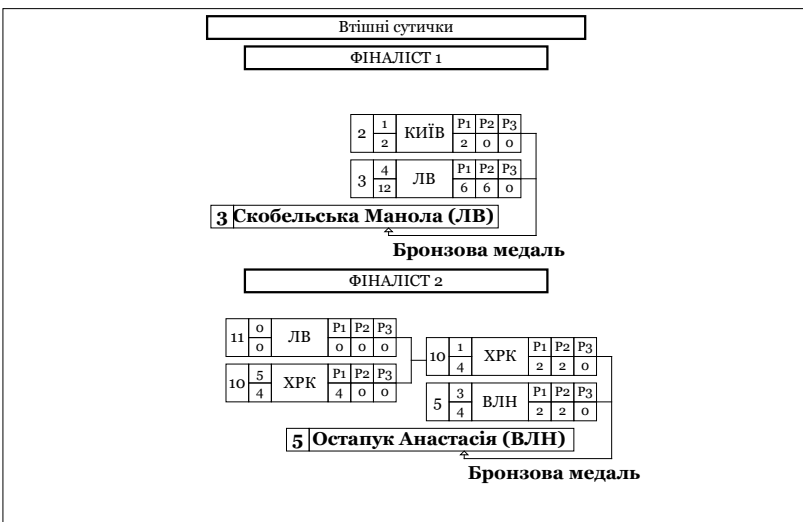 Втішні сутички
ФІНАЛІСТ 1
2 1 КИЇВ P1 P2 P3
2 2 0 0
3 4 ЛВ P1 P2 P3
12 6 6 0
3 Скобельська Манола (ЛВ)
Бронзова медаль
ФІНАЛІСТ 2
11 0 ЛВ P1 P2 P3
0 0 0 0
10 5 ХРК P1 P2 P3
4 4 0 0
10 1 ХРК P1 P2 P3
4 2 2 0
5 3 ВЛН P1 P2 P3
4 2 2 0
5 Остапук Анастасія (ВЛН)
Бронзова медаль